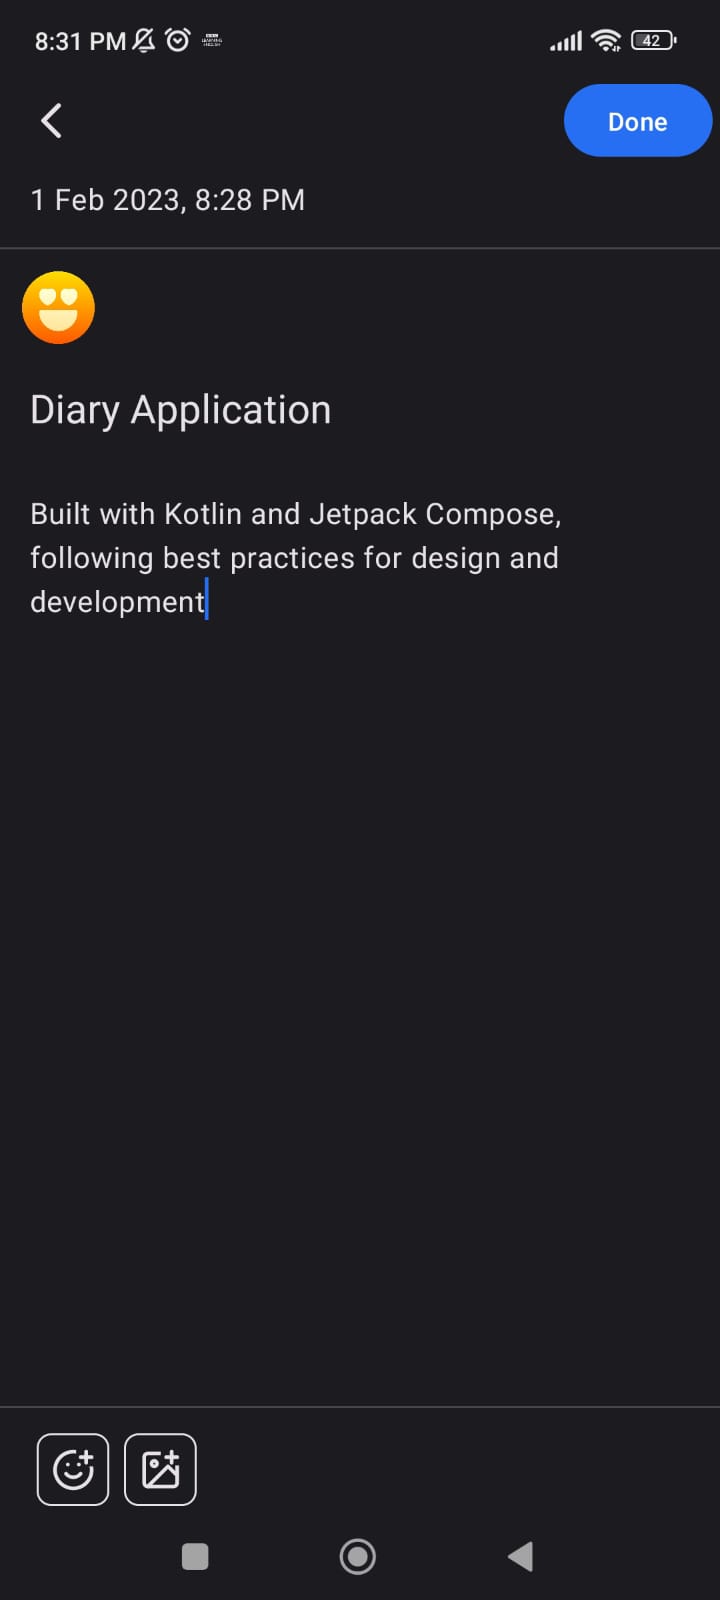 8:31 PM
42
Done
1 Feb 2023, 8:28 PM
Diary Application
Built with Kotlin and Jetpack Compose,
following best practices for design and
development